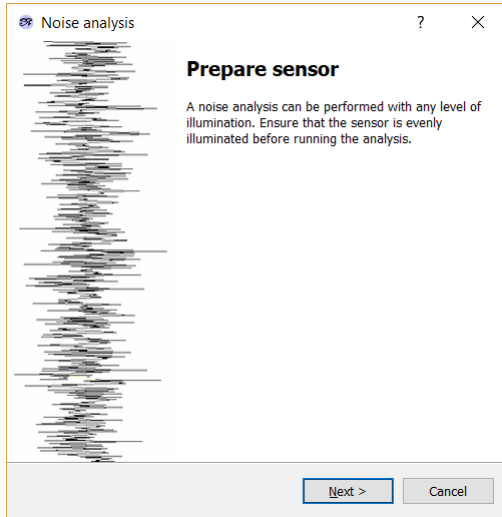 Noise analysis
?
Prepare sensor
A noise analysis can be performed with any level of
illumination. Ensure that the sensor is evenly
illuminated before running the analysis.
Next >
Cancel